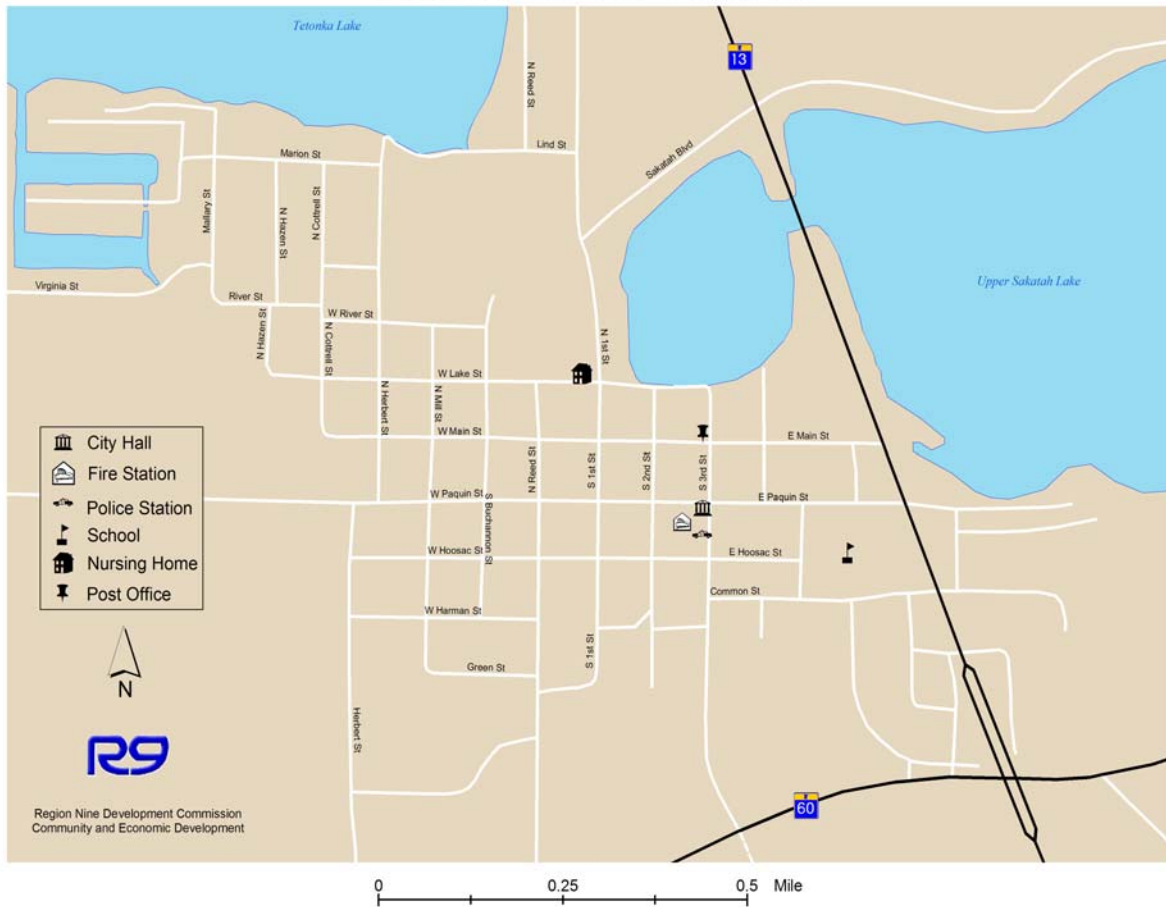 Tetonka Lake
13
N Reed St
Lind St
Sakatah Blvd
Marion St
N Cottrell St
Mallary St
N Hazen St
Upper Sakatah Lake
Virginia St
River St
W River St
N Hazen St
N Cottrell St
N 1st St
W Lake St
N Herbert St
N Mill St
W Main St
E Main St
N Reed St
S 1st St
S 2nd St
S 3rd St
City Hall
Fire Station
Police Station
School
Nursing Home
Post Office
W Paquin St
E Paquin St
S Buchannon St
W Hoosac St
E Hoosac St
Common St
W Harman St
S 1st St
Green St
N
Herbert St
R9
Region Nine Development Commission
Community and Economic Development
60
0 0.25 0.5 Mile